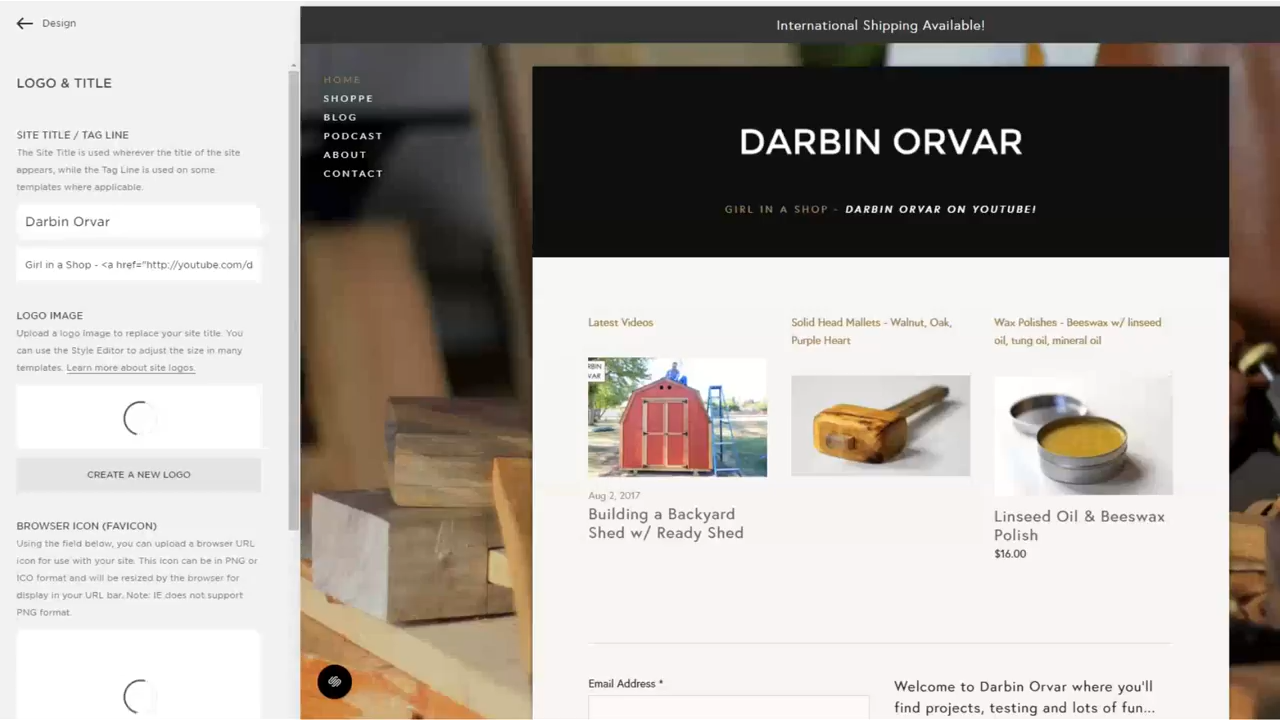 Design
LOGO & TITLE
SITE TITLE / TAG LINE
The Site Title is used wherever the title of the site
appears, while the Tag Line is used on some
templates where applicable.
Darbin Orvar
Girl in a Shop - <a href="http://youtube.com/d
LOGO IMAGE
Upload a logo image to replace your site title. You
can use the Style Editor to adjust the size in many
templates. Learn more about site logos.
CREATE A NEW LOGO
BROWSER ICON (FAVICON)
Using the field below, you can upload a browser URL
icon for use with your site. This icon can be in PNG or
ICO format and will be resized by the browser for
display in your URL bar. Note: IE does not support
PNG format.
International Shipping Available!
HOME
SHOPPE
BLOG
PODCAST
ABOUT
CONTACT
DARBIN ORVAR
GIRL IN A SHOP - DARBIN ORVAR ON YOUTUBE!
Latest Videos
RBIN
VAR
Aug 2, 2017
Building a Backyard
Shed w/ Ready Shed
Solid Head Mallets - Walnut, Oak,
Purple Heart
Wax Polishes - Beeswax w/ linseed
oil, tung oil, mineral oil
Linseed Oil & Beeswax
Polish
$16.00
Email Address *
Welcome to Darbin Orvar where you'll
find projects, testing and lots of fun...